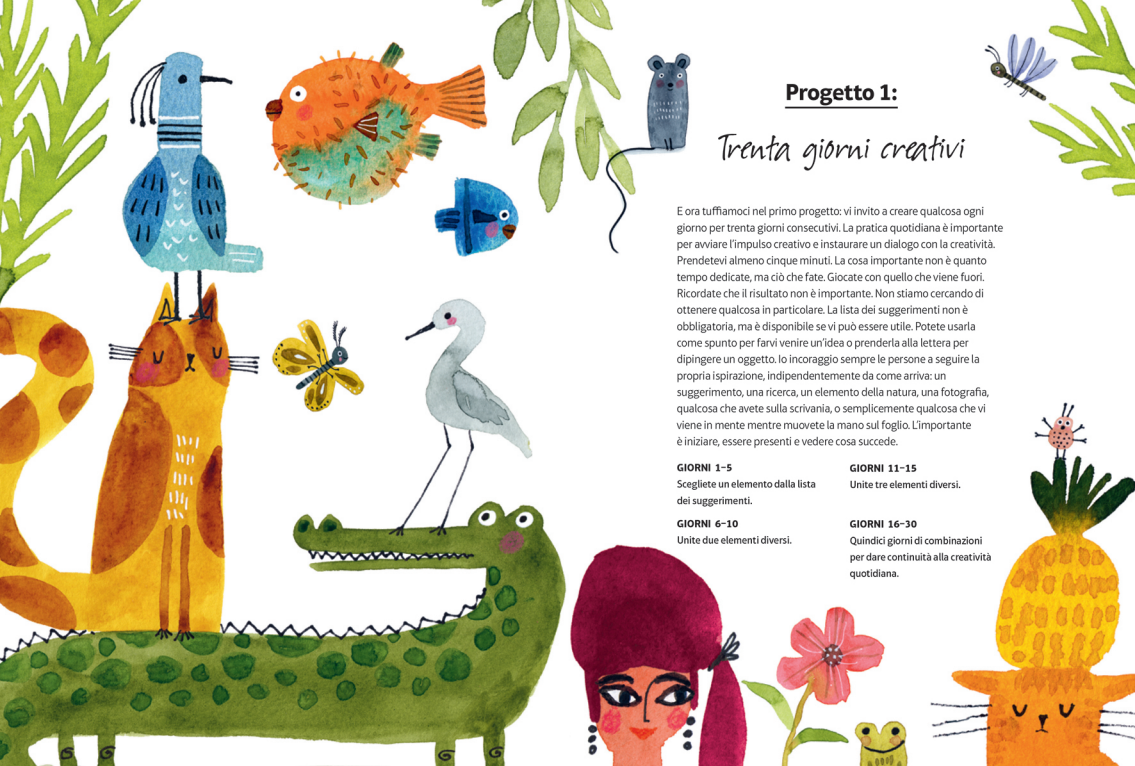 Progetto 1:
Trenta giorni creativi
E ora tuffiamoci nel primo progetto: vi invito a creare qualcosa ogni
giorno per trenta giorni consecutivi. La pratica quotidiana è importante
per avviare l'impulso creativo e instaurare un dialogo con la creatività.
Prendetevi almeno cinque minuti. La cosa importante non è quanto
tempo dedicate, ma ciò che fate. Giocate con quello che viene fuori.
Ricordate che il risultato non è importante. Non stiamo cercando di
ottenere qualcosa in particolare. La lista dei suggerimenti non è
obbligatoria, ma è disponibile se vi può essere utile. Potete usarla
come spunto per farvi venire un'idea o prenderla alla lettera per
dipingere un oggetto. Io incoraggio sempre le persone a seguire la
propria ispirazione, indipendentemente da come arriva: un
suggerimento, una ricerca, un elemento della natura, una fotografia,
qualcosa che avete sulla scrivania, o semplicemente qualcosa che vi
viene in mente mentre muovete la mano sul foglio. L'importante
è iniziare, essere presenti e vedere cosa succede.
GIORNI 1–5
Scegliete un elemento dalla lista
dei suggerimenti.
GIORNI 6–10
Unite due elementi diversi.
GIORNI 11–15
Unite tre elementi diversi.
GIORNI 16–30
Quindici giorni di combinazioni
per dare continuità alla creatività
quotidiana.